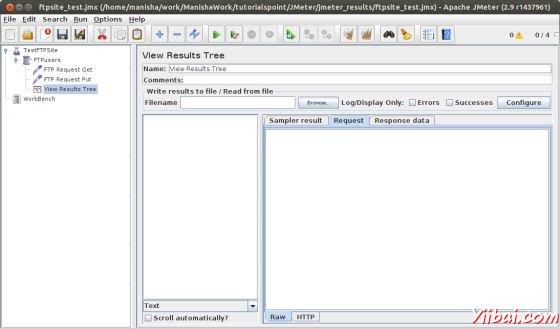 ftpsite_test.jmx (/home/manisha/work/ManishaWork/tutorialspoint/JMeter/jmeter_results/ftpsite_test.jmx) - Apache JMeter (2.9 r1437961)
File Edit Search Run Options Help
0 0 / 4
TestFTPSite
FTPusers
FTP Request Get
FTP Request Put
View Results Tree
WorkBench
View Results Tree
Name: View Results Tree
Comments:
Write results to file / Read from file
Filename Browse... Log/Display Only: Errors Successes Configure
Sampler result Request Response data
Text
Scroll automatically?
Raw HTTP
Yiibai.com